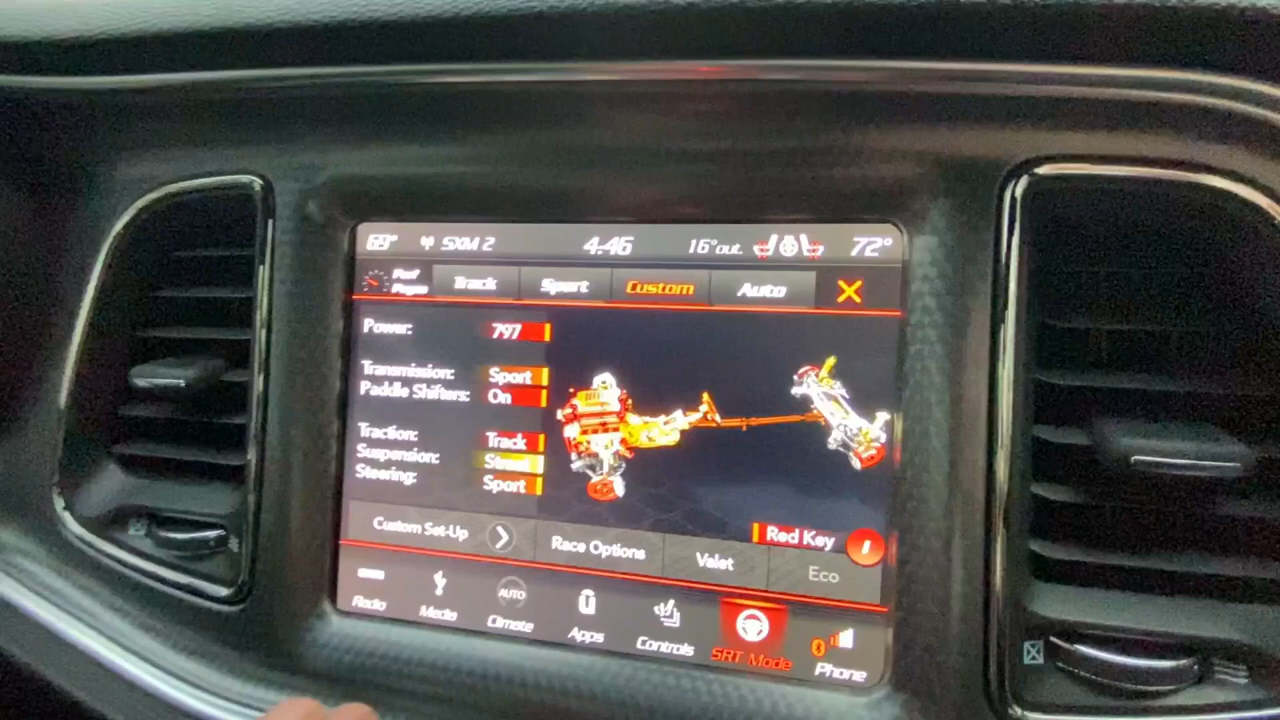 69° SXM 2 4:46 16°out. 72°
Perf Pages Track Sport Custom Auto X
Power: 797
Transmission: Sport
Paddle Shifters: On
Traction: Track
Suspension: Street
Steering: Sport
Red Key
Custom Set-Up Race Options Valet Eco
Radio Media AUTO Climate Apps Controls SRT Mode Phone